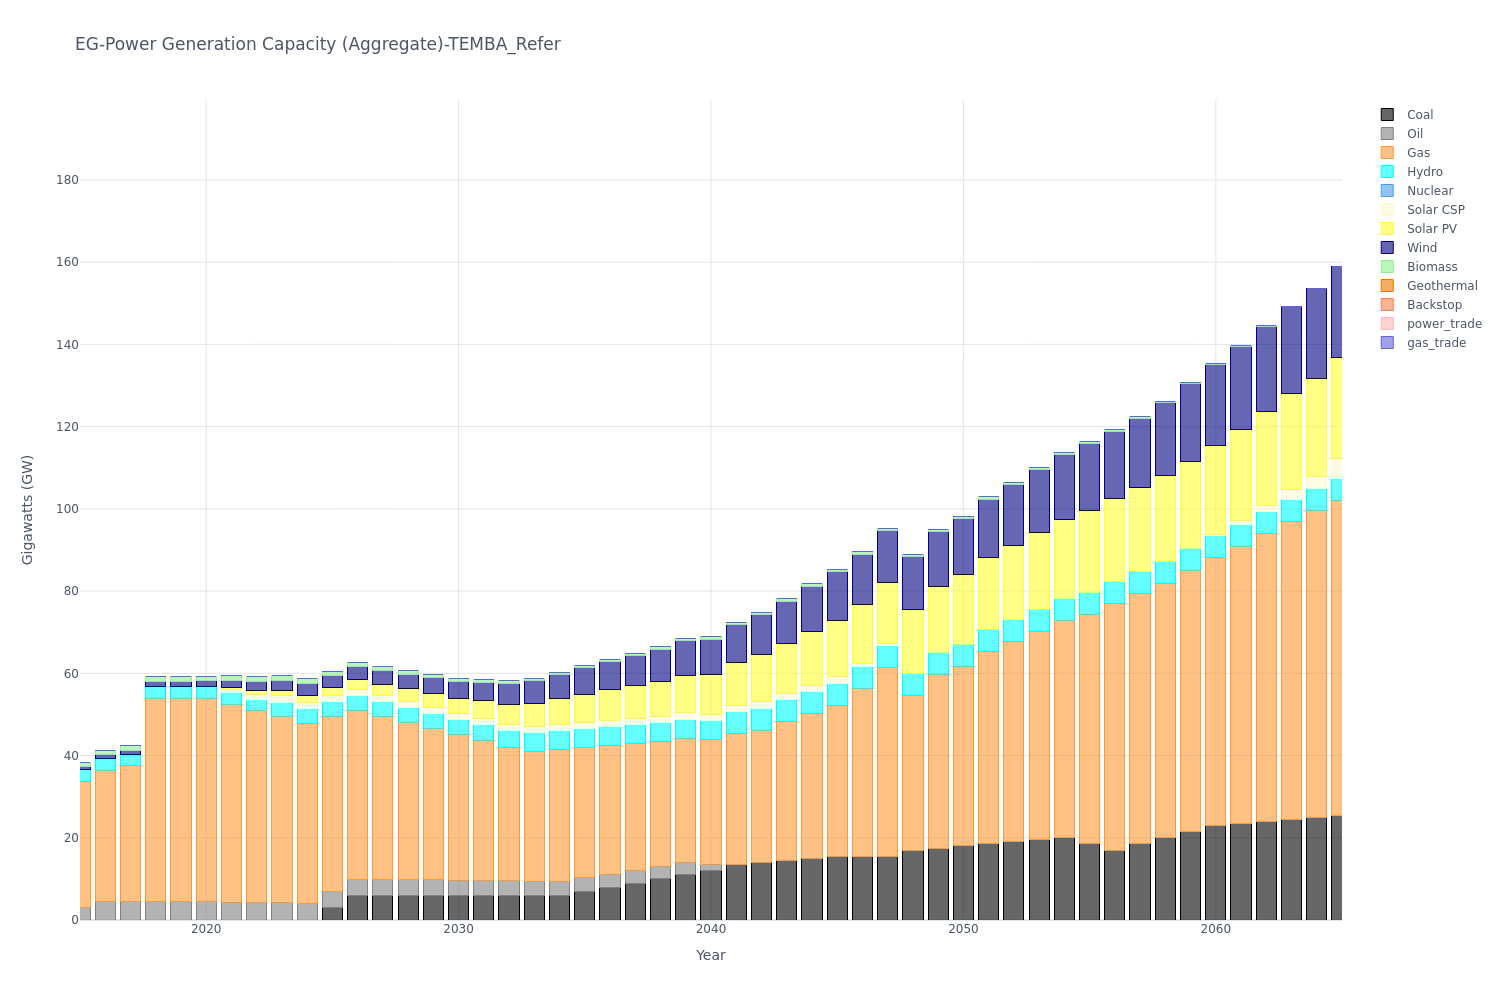 EG-Power Generation Capacity (Aggregate)-TEMBA_Refer
Coal
Oil
Gas
Hydro
Nuclear
Solar CSP
Solar PV
Wind
Biomass
Geothermal
Backstop
power_trade
gas_trade
180
160
140
120
100
80
60
40
20
0
Gigawatts (GW)
2020
2030
2040
2050
2060
Year